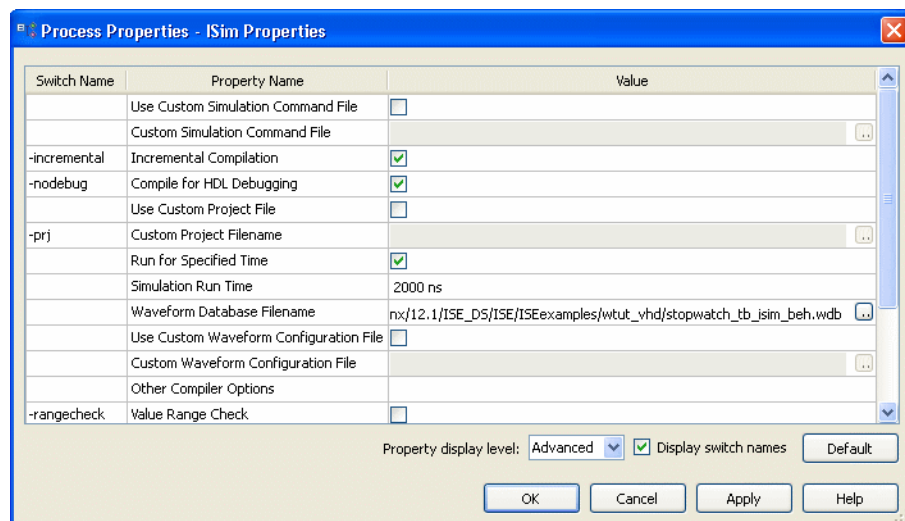 Process Properties - ISim Properties
Switch Name Property Name Value
Use Custom Simulation Command File
Custom Simulation Command File ..
-incremental Incremental Compilation
-nodebug Compile for HDL Debugging
Use Custom Project File
-prj Custom Project Filename ..
Run for Specified Time
Simulation Run Time 2000 ns
Waveform Database Filename nx/12.1/ISE_DS/ISE/ISEexamples/wtut_vhd/stopwatch_tb_isim_beh.wdb ..
Use Custom Waveform Configuration File
Custom Waveform Configuration File ..
Other Compiler Options
-rangecheck Value Range Check
Property display level: Advanced Display switch names Default
OK Cancel Apply Help